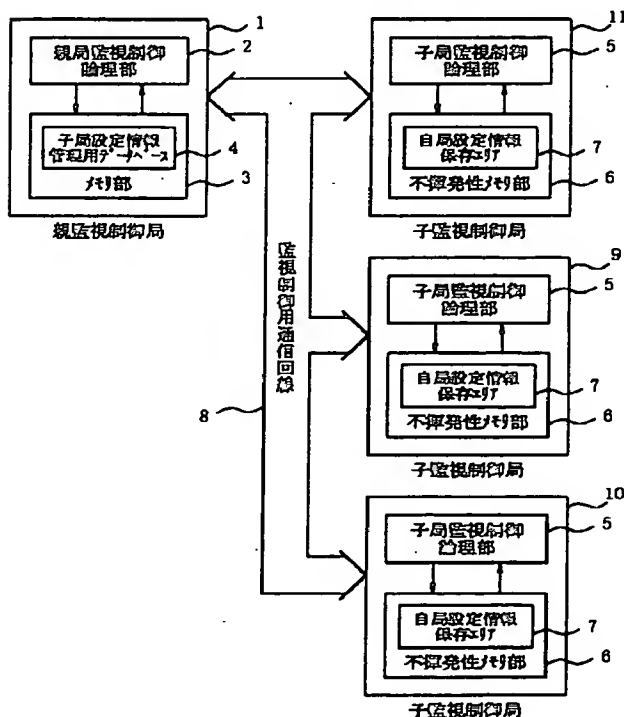 1
親局監視制御
論理部
2
子局設定情報
管理用データベース
4
メモリ部
3
親監視制御局
監視制御用通信回線
8
11
子局監視制御
論理部
5
自局設定情報
保存エリア
7
不揮発性メモリ部
6
子監視制御局
9
子局監視制御
論理部
5
自局設定情報
保存エリア
7
不揮発性メモリ部
6
子監視制御局
10
子局監視制御
論理部
5
自局設定情報
保存エリア
7
不揮発性メモリ部
6
子監視制御局